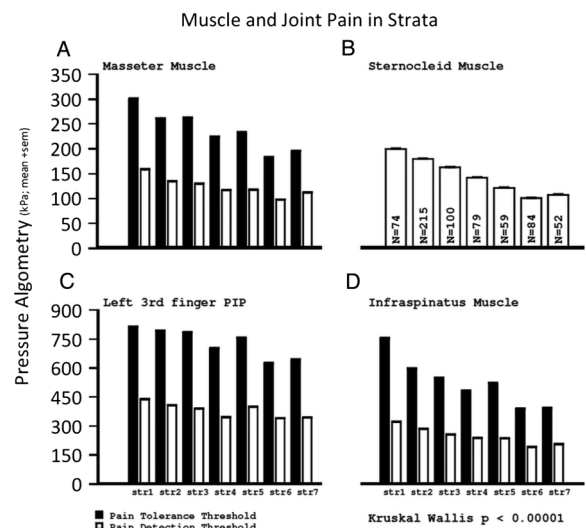 Muscle and Joint Pain in Strata
A
B
Masseter Muscle
Sternocleid Muscle
350
300
250
200
150
100
50
0
N=74
N=215
N=100
N=79
N=59
N=84
N=52
Pressure Algometry (kPa; mean +sem)
C
D
Left 3rd finger PIP
Infraspinatus Muscle
900
750
600
450
300
150
0
str1 str2 str3 str4 str5 str6 str7
str1 str2 str3 str4 str5 str6 str7
Pain Tolerance Threshold
Pain Detection Threshold
Kruskal Wallis p < 0.00001